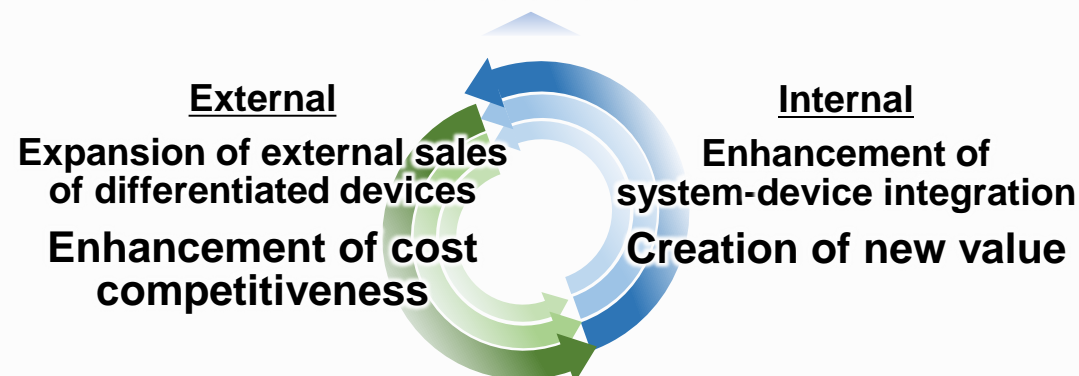 External
Expansion of external sales
of differentiated devices
Enhancement of cost
competitiveness
Internal
Enhancement of
system-device integration
Creation of new value